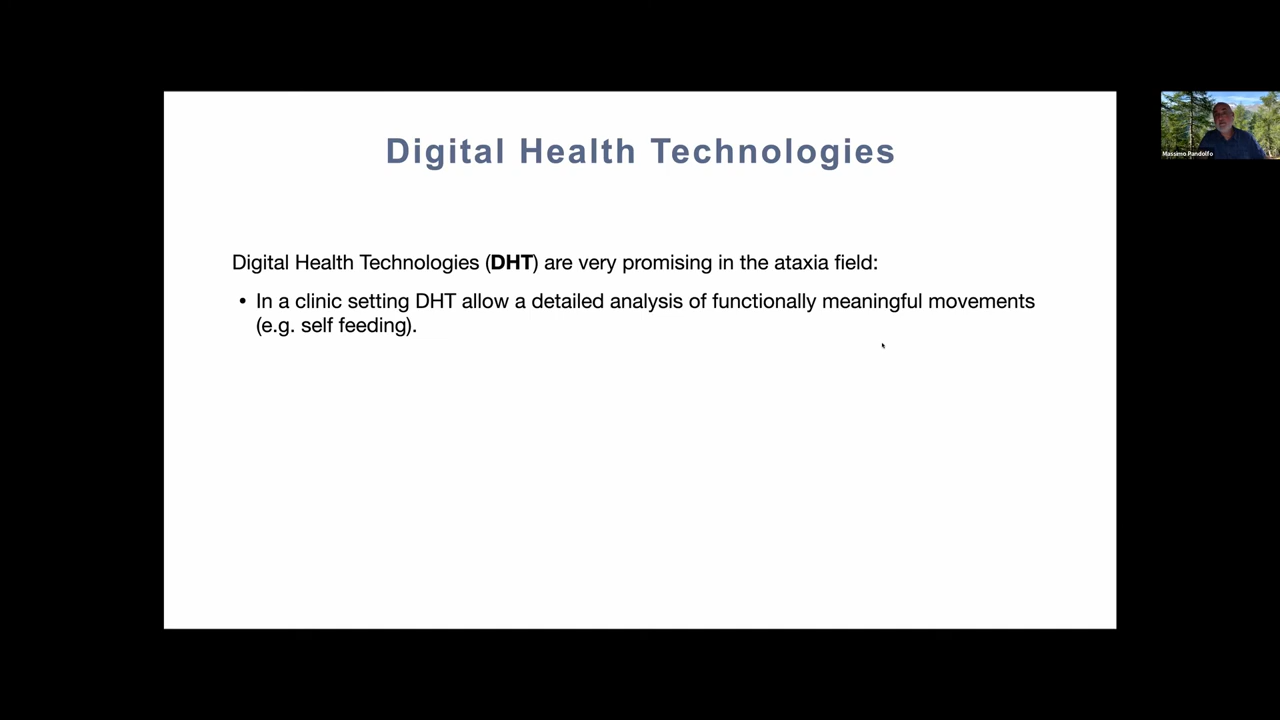 Digital Health Technologies
Massimo Pandolfo
Digital Health Technologies (DHT) are very promising in the ataxia field:
• In a clinic setting DHT allow a detailed analysis of functionally meaningful movements
(e.g. self feeding).